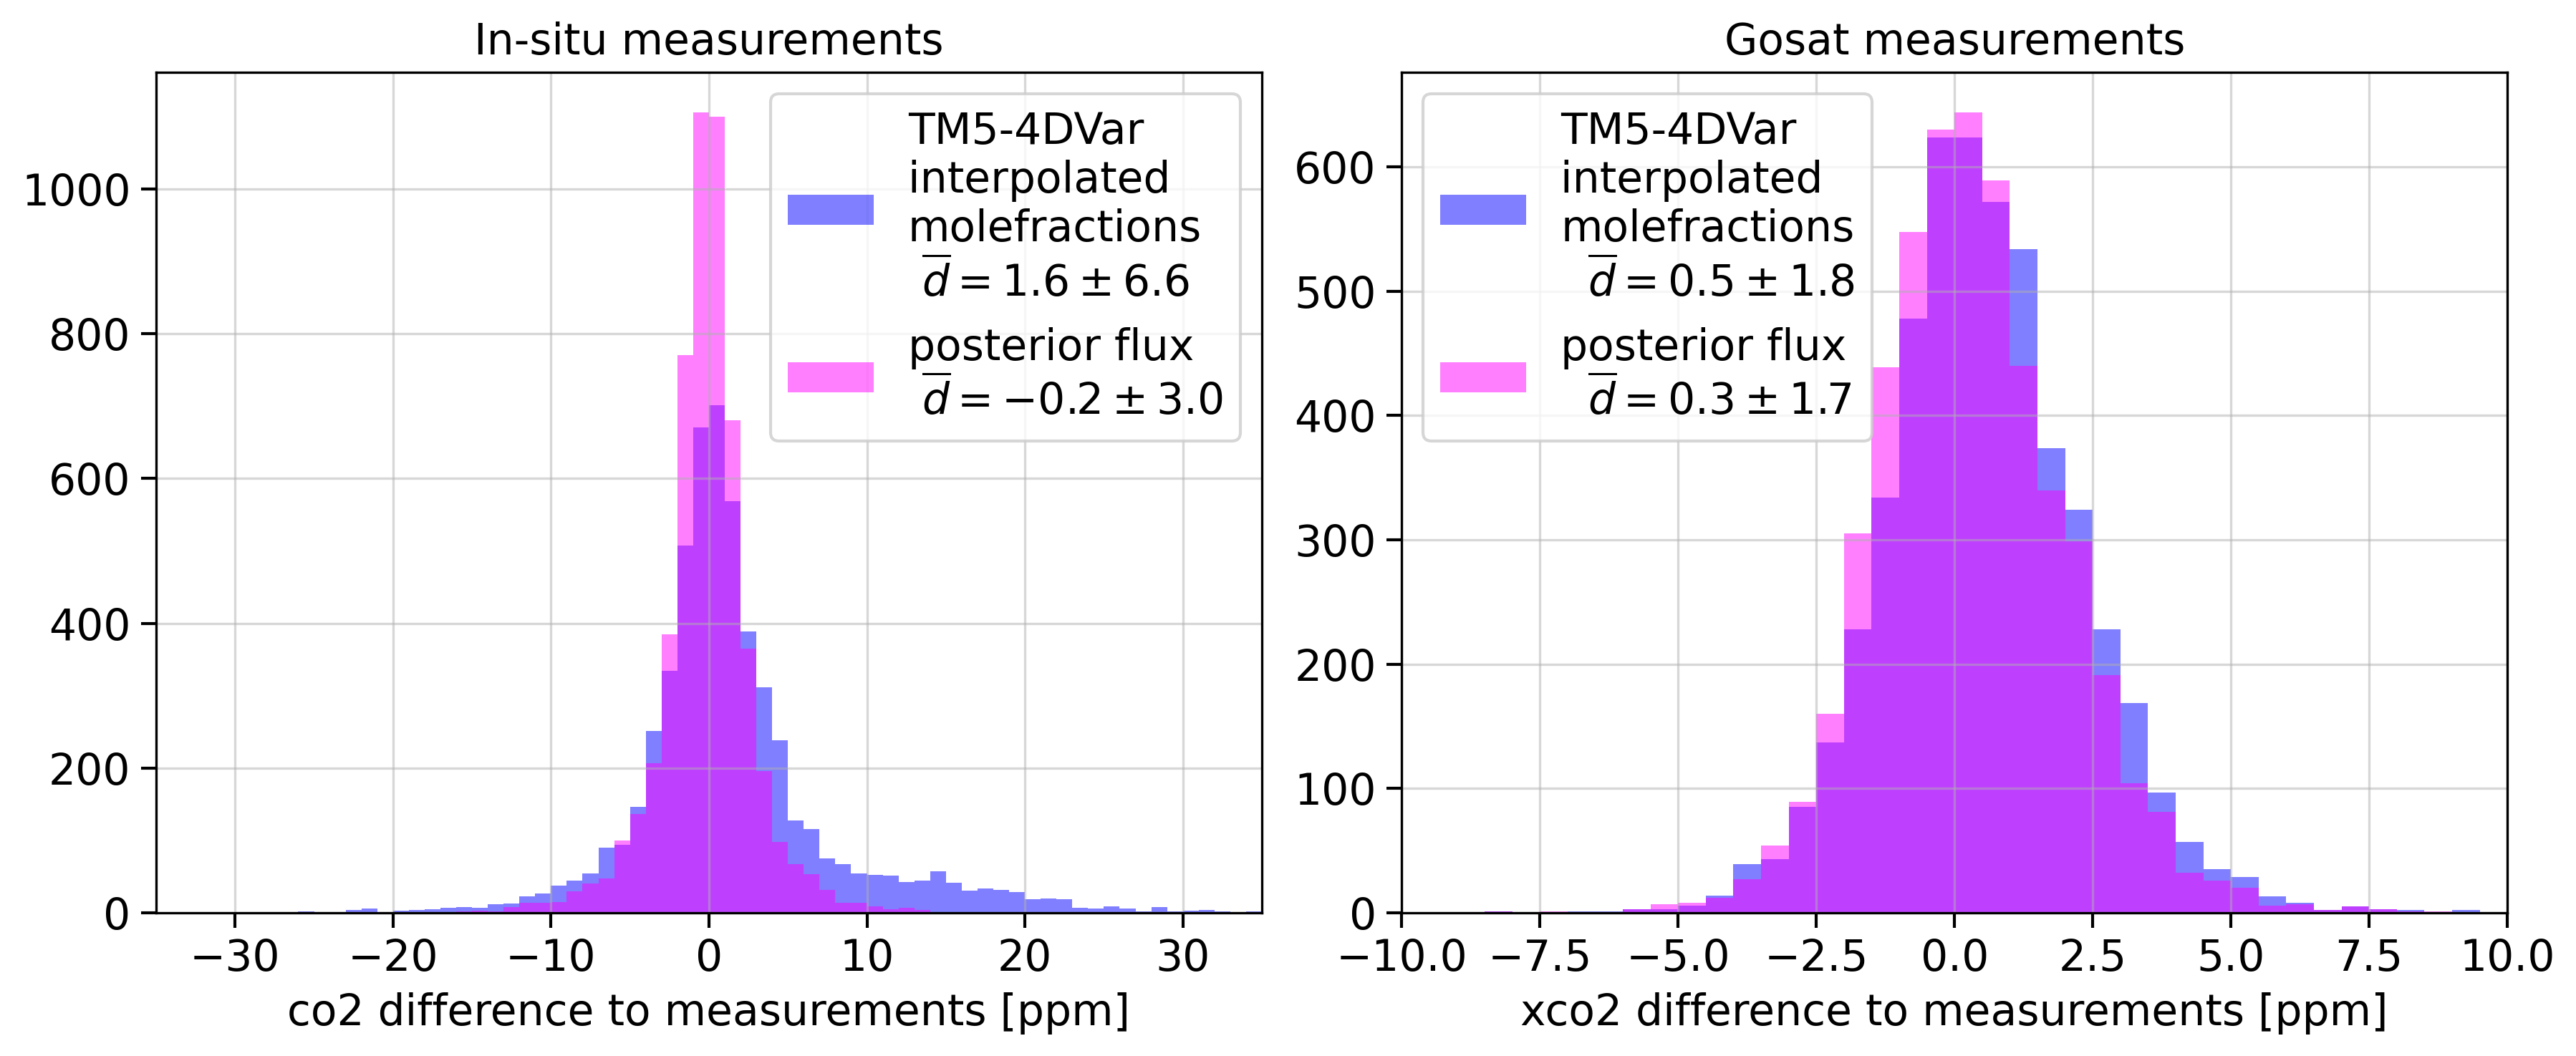 In-situ measurements
1000
800
600
400
200
0
−30 −20 −10 0 10 20 30
co2 difference to measurements [ppm]
TM5-4DVar
interpolated
molefractions
d̅ = 1.6 ± 6.6
posterior flux
d̅ = −0.2 ± 3.0
Gosat measurements
600
500
400
300
200
100
0
−10.0 −7.5 −5.0 −2.5 0.0 2.5 5.0 7.5 10.0
xco2 difference to measurements [ppm]
TM5-4DVar
interpolated
molefractions
d̅ = 0.5 ± 1.8
posterior flux
d̅ = 0.3 ± 1.7